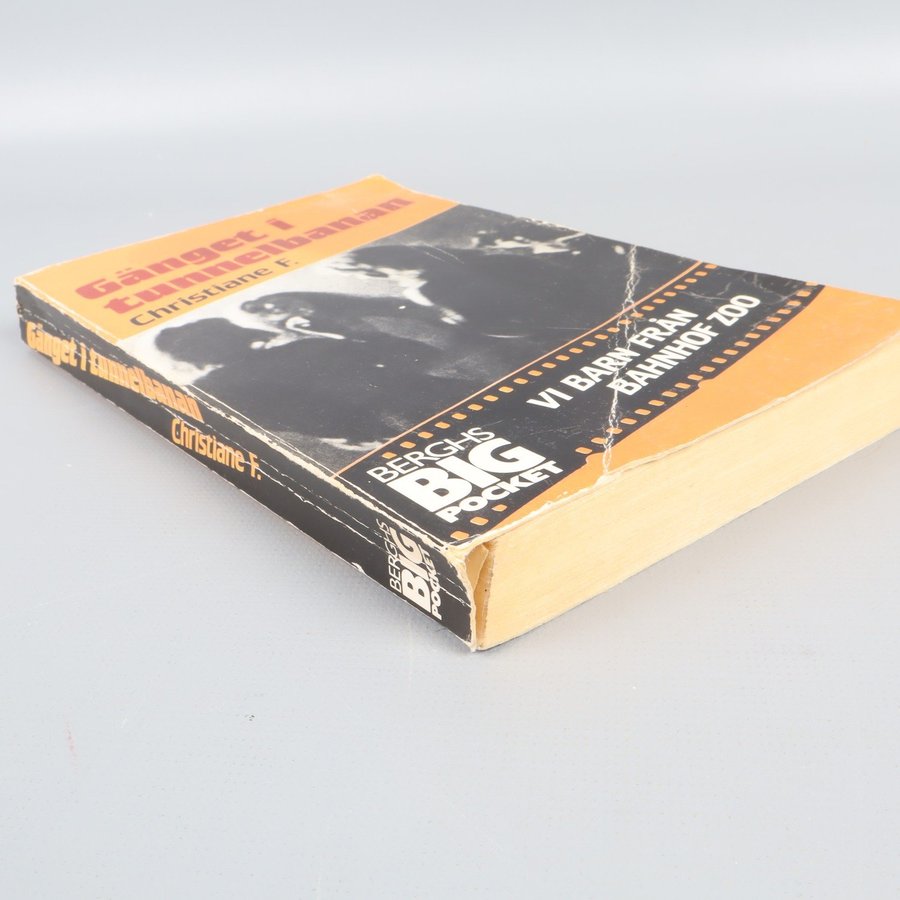 Gänget i
tunnelbanan
Christiane F.
VI BARN FRÅN
BAHNHOF ZOO
BERGHS
BIG
POCKET
Gänget i tunnelbanan
Christiane F.
BERGHS
BIG
POCKET